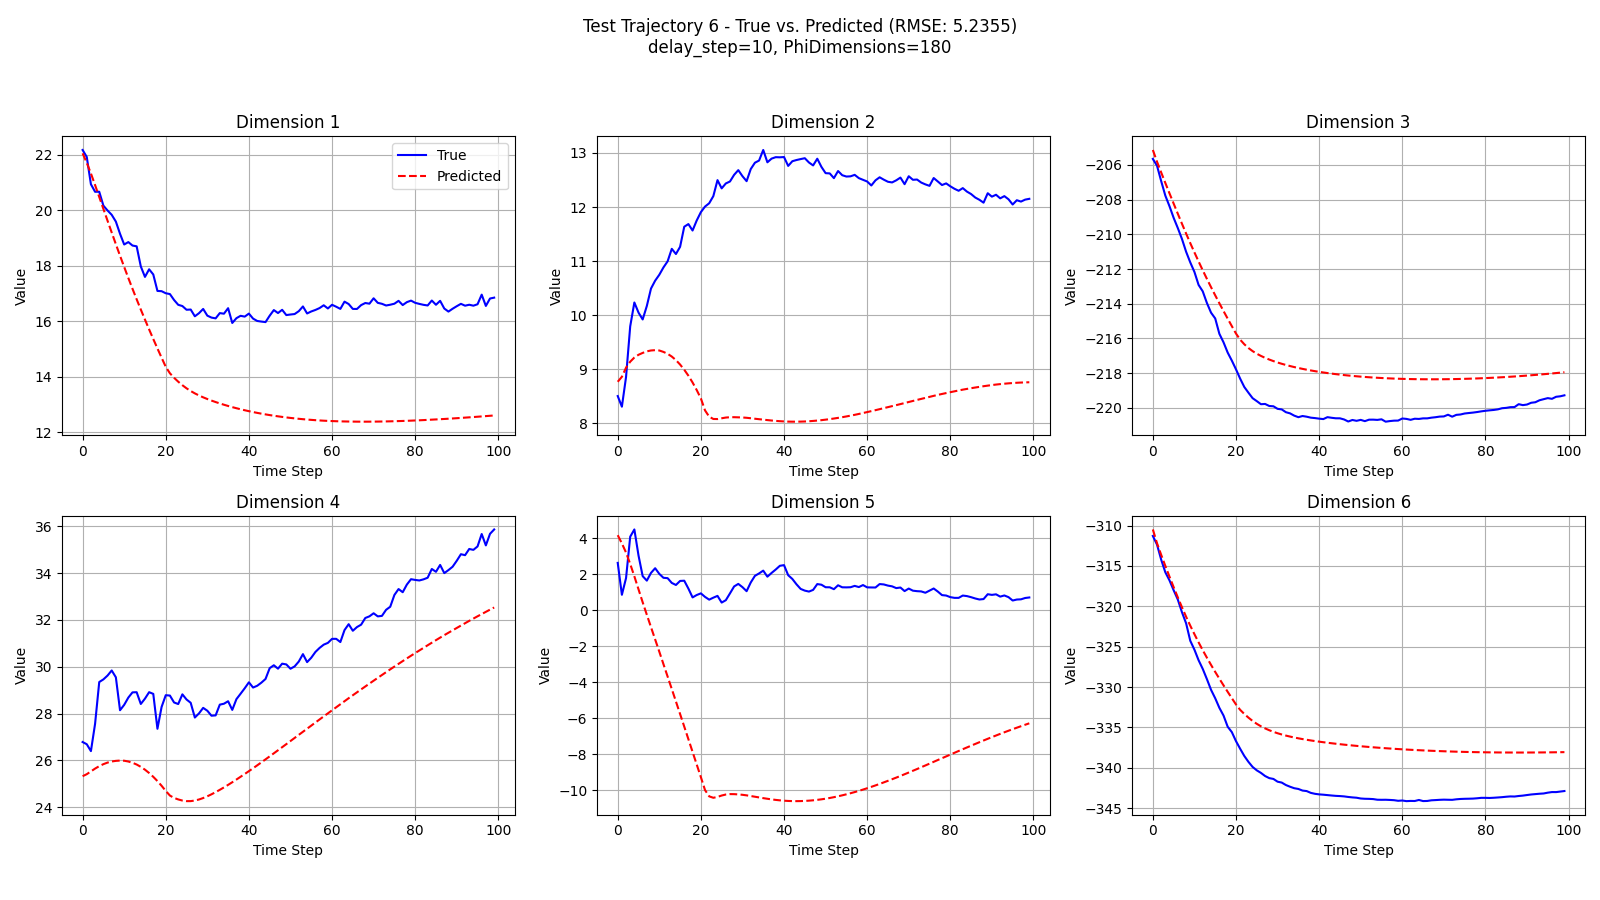 Test Trajectory 6 - True vs. Predicted (RMSE: 5.2355)
delay_step=10, PhiDimensions=180
Dimension 1
Value
22
20
18
16
14
12
0 20 40 60 80 100
Time Step
True
Predicted
Dimension 2
Value
13
12
11
10
9
8
0 20 40 60 80 100
Time Step
Dimension 3
Value
−206
−208
−210
−212
−214
−216
−218
−220
0 20 40 60 80 100
Time Step
Dimension 4
Value
36
34
32
30
28
26
24
0 20 40 60 80 100
Time Step
Dimension 5
Value
4
2
0
−2
−4
−6
−8
−10
0 20 40 60 80 100
Time Step
Dimension 6
Value
−310
−315
−320
−325
−330
−335
−340
−345
0 20 40 60 80 100
Time Step